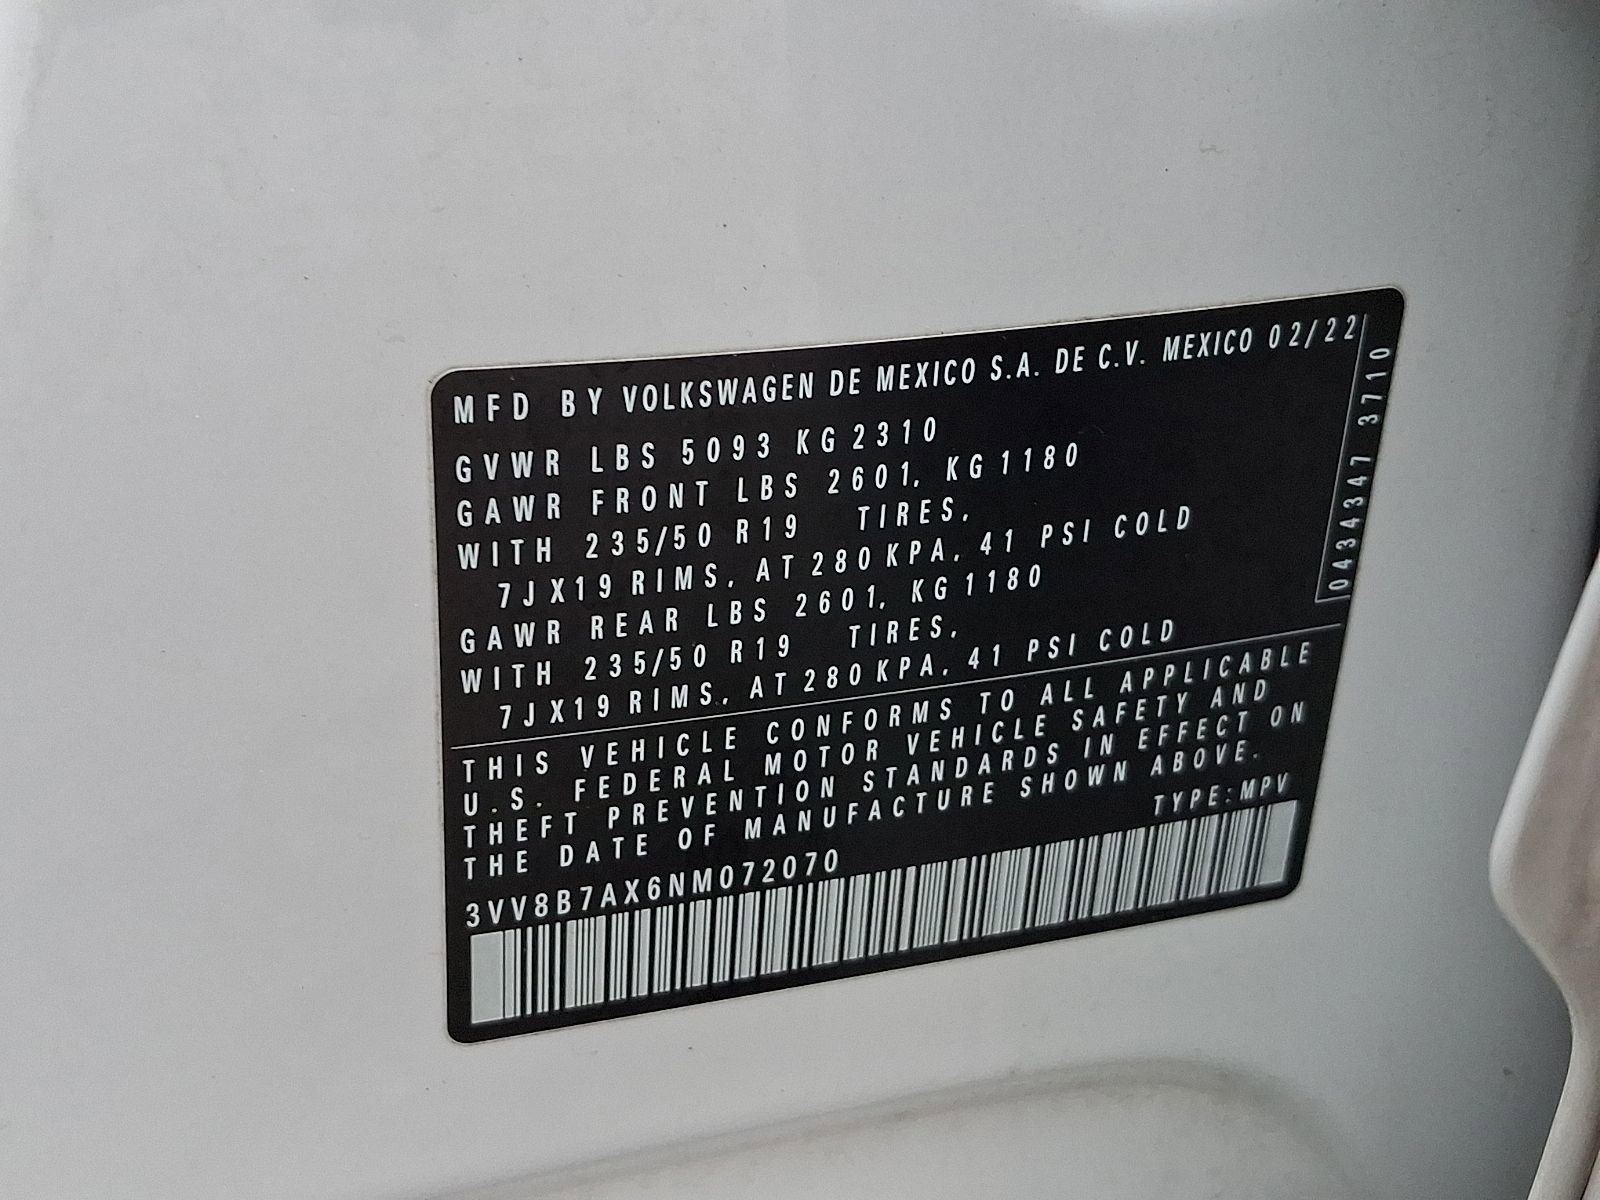 MFD BY VOLKSWAGEN DE MEXICO S.A. DE C.V. MEXICO 02/22
GVWR LBS 5093 KG 2310
GAWR FRONT LBS 2601, KG 1180
WITH 235/50 R19 TIRES,
7JX19 RIMS, AT 280 KPA, 41 PSI COLD
GAWR REAR LBS 2601, KG 1180
WITH 235/50 R19 TIRES,
7JX19 RIMS, AT 280 KPA, 41 PSI COLD
0434347 3710
THIS VEHICLE CONFORMS TO ALL APPLICABLE
U.S. FEDERAL MOTOR VEHICLE SAFETY AND
THEFT PREVENTION STANDARDS IN EFFECT ON
THE DATE OF MANUFACTURE SHOWN ABOVE.
TYPE:MPV
3VV8B7AX6NM072070